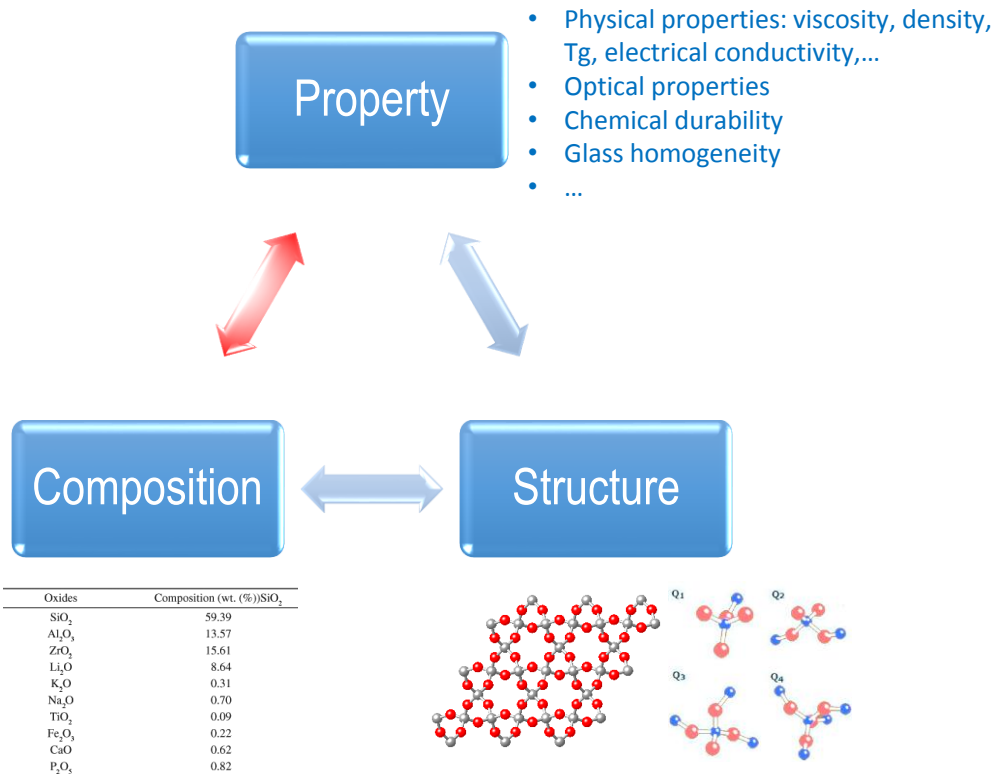 Property
• Physical properties: viscosity, density,
Tg, electrical conductivity,...
• Optical properties
• Chemical durability
• Glass homogeneity
• ...
Composition
Structure
Oxides Composition (wt. (%))SiO₂
SiO₂ 59.39
Al₂O₃ 13.57
ZrO₂ 15.61
Li₂O 8.64
K₂O 0.31
Na₂O 0.70
TiO₂ 0.09
Fe₂O₃ 0.22
CaO 0.62
P₂O₅ 0.82
Q1 Q2
Q3 Q4